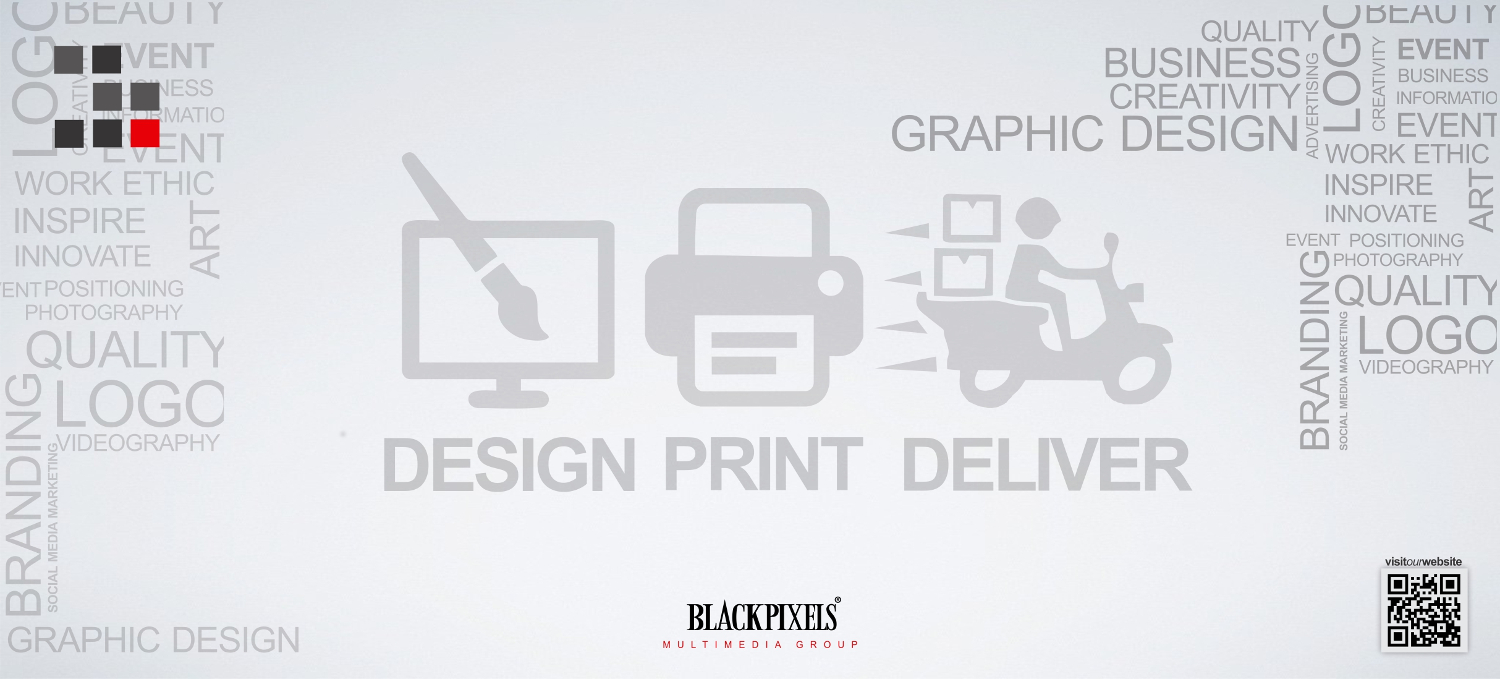 BEAUTY
LOGO
CREATIVITY
EVENT
BUSINESS
INFORMATIO
EVENT
WORK ETHIC
INSPIRE
INNOVATE
ART
ENT POSITIONING
PHOTOGRAPHY
QUALITY
LOGO
VIDEOGRAPHY
BRANDING
SOCIAL MEDIA MARKETING
GRAPHIC DESIGN
QUALITY
BUSINESS
CREATIVITY
GRAPHIC DESIGN
ADVERTISING
LOGO
BEAUTY
CREATIVITY
EVENT
BUSINESS
INFORMATIO
EVENT
WORK ETHIC
INSPIRE
INNOVATE
ART
EVENT POSITIONING
PHOTOGRAPHY
BRANDING
SOCIAL MEDIA MARKETING
QUALITY
LOGO
VIDEOGRAPHY
DESIGN PRINT DELIVER
BLACKPIXELS®
MULTIMEDIA GROUP
visitourwebsite